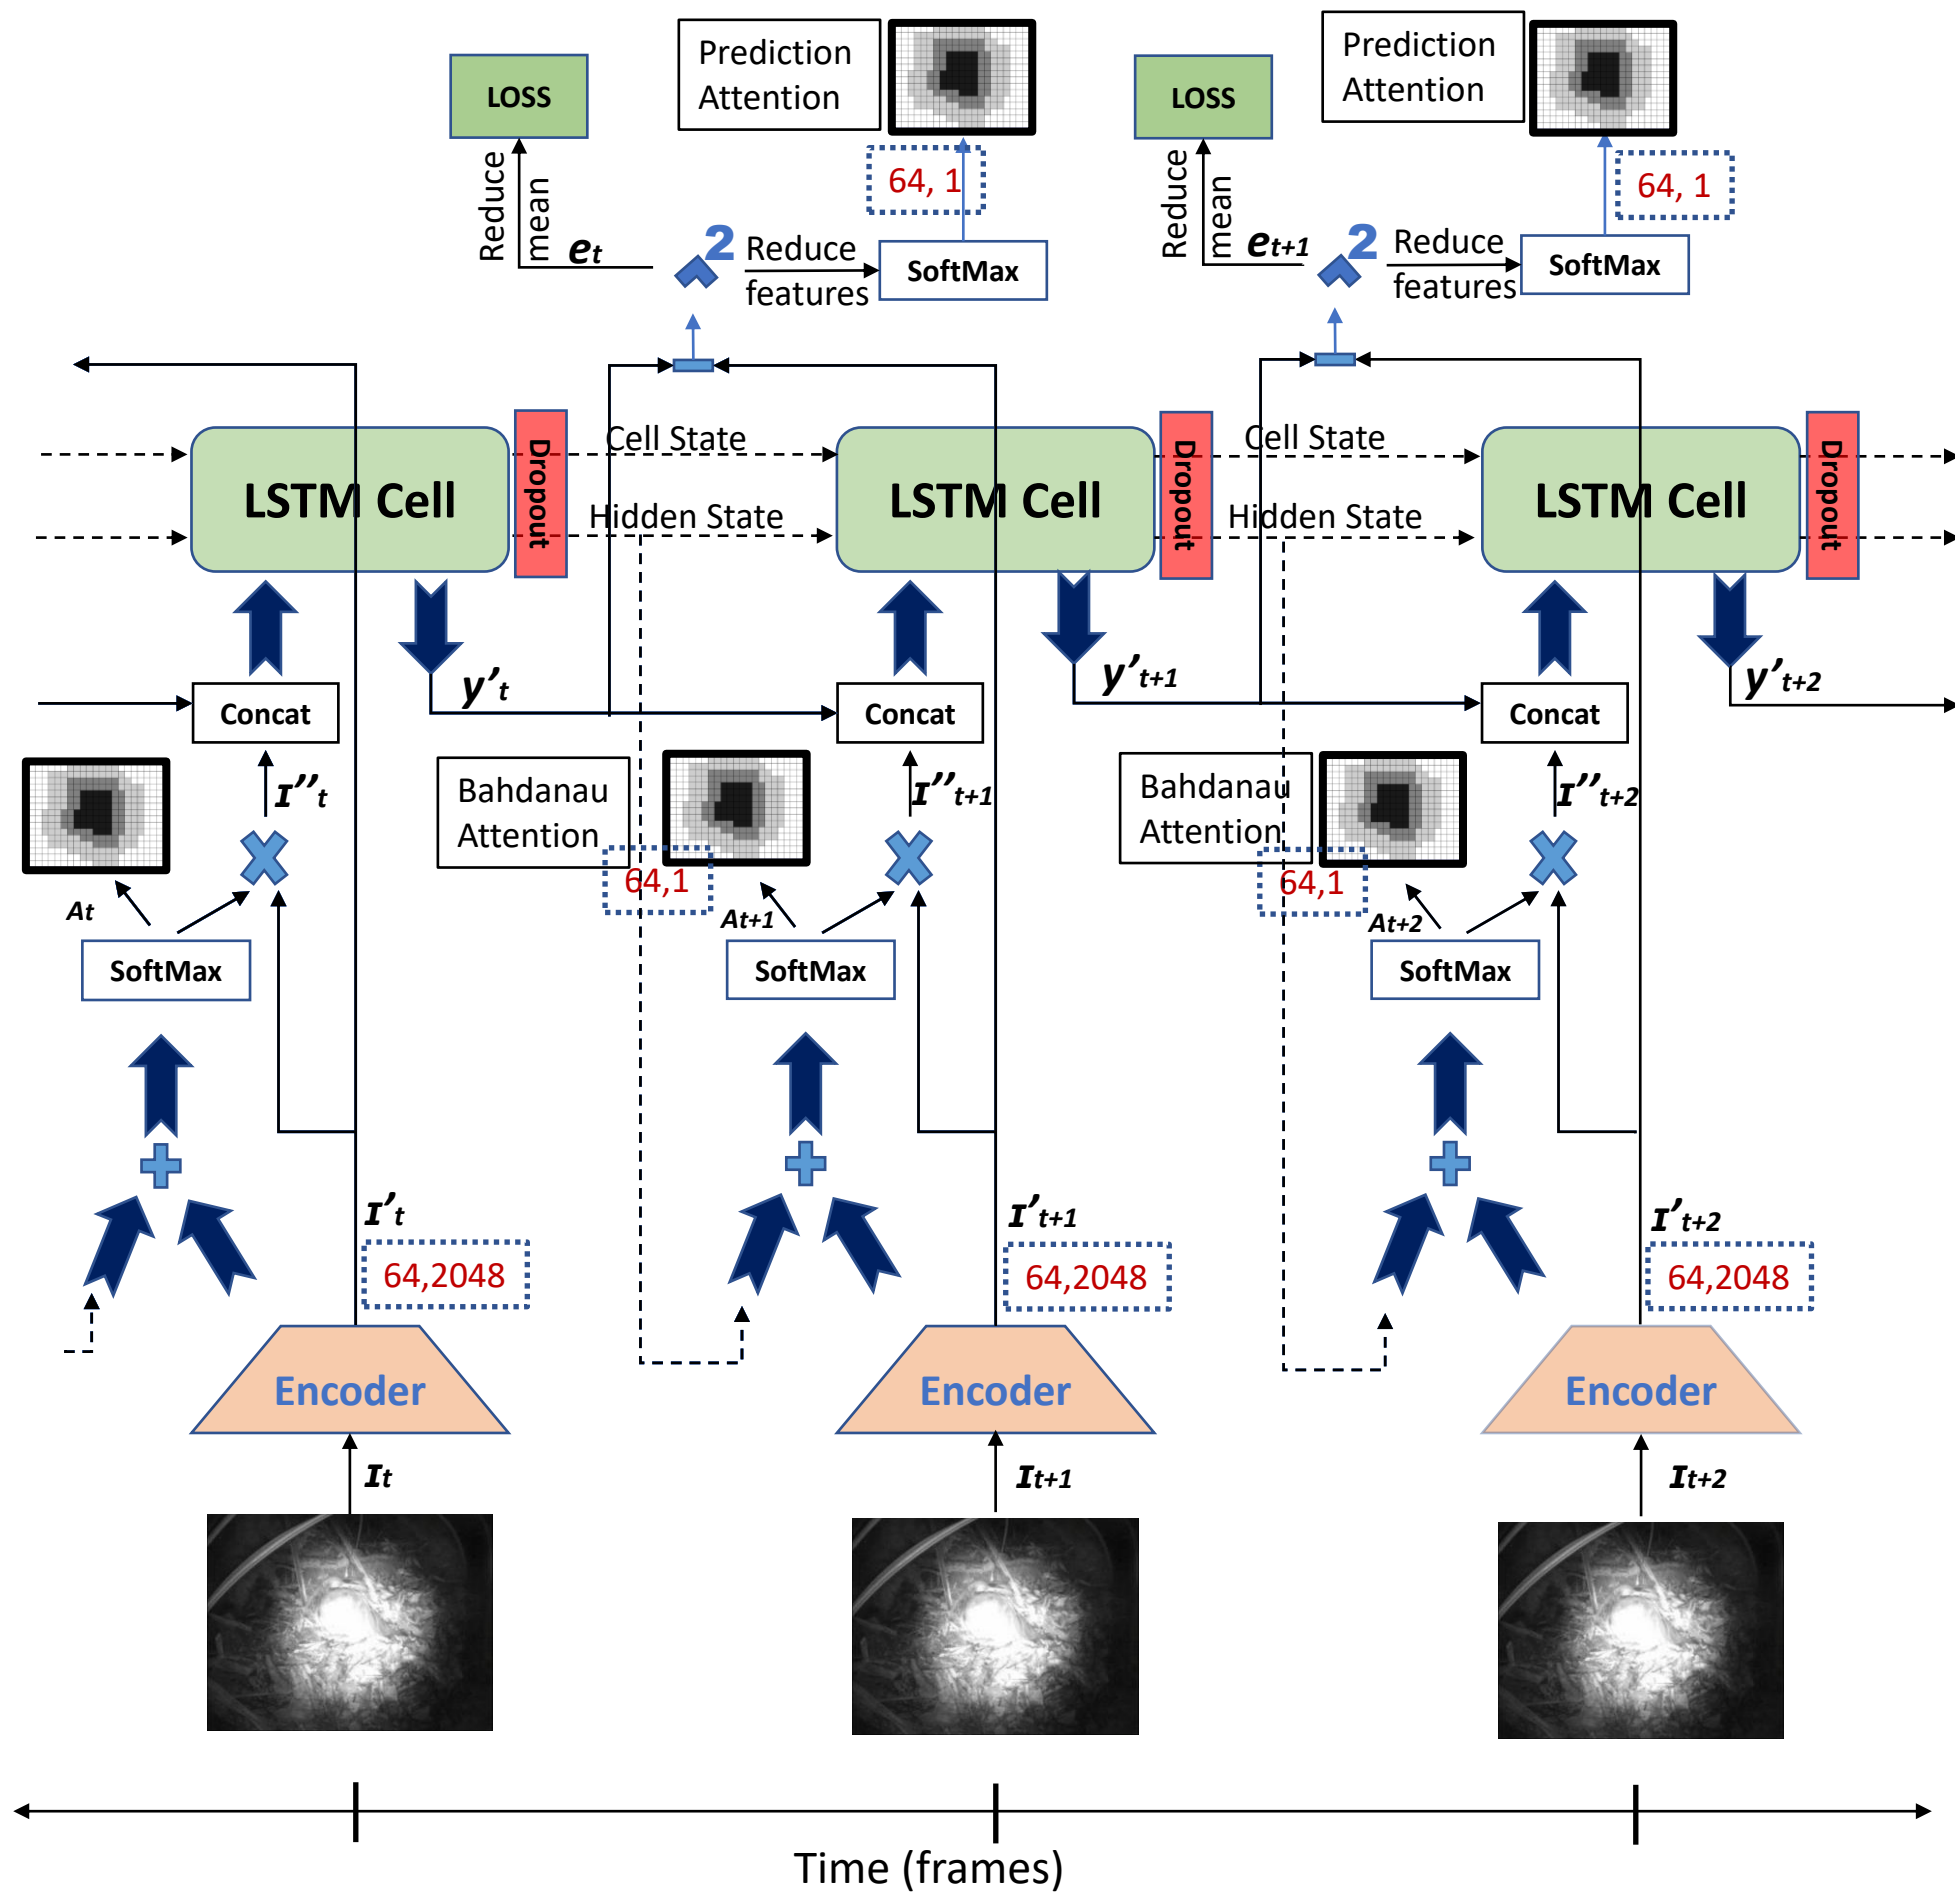 Prediction
Attention
Prediction
Attention
LOSS
LOSS
Reduce
mean
64, 1
Reduce
mean
64, 1
et
2
Reduce
features
SoftMax
et+1
2
Reduce
features
SoftMax
Cell State
Cell State
LSTM Cell
Dropout
LSTM Cell
Dropout
LSTM Cell
Dropout
Hidden State
Hidden State
y't
y't+1
y't+2
Concat
Concat
Concat
I''t
Bahdanau
Attention
I''t+1
Bahdanau
Attention
I''t+2
64,1
64,1
At
At+1
At+2
SoftMax
SoftMax
SoftMax
I't
I't+1
I't+2
64,2048
64,2048
64,2048
Encoder
Encoder
Encoder
It
It+1
It+2
Time (frames)